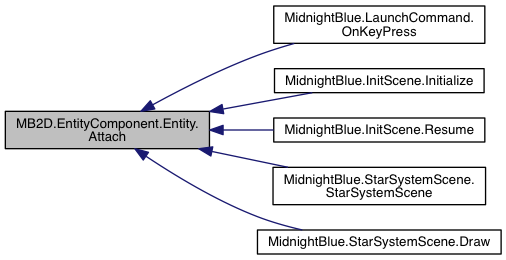 MidnightBlue.LaunchCommand.
OnKeyPress
MidnightBlue.InitScene.Initialize
MB2D.EntityComponent.Entity.
Attach
MidnightBlue.InitScene.Resume
MidnightBlue.StarSystemScene.
StarSystemScene
MidnightBlue.StarSystemScene.Draw